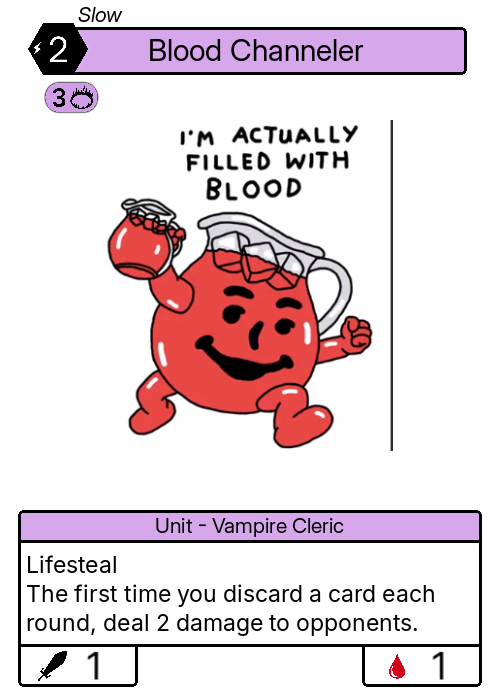 Slow
2
Blood Channeler
3
I'M ACTUALLY
FILLED WITH
BLOOD
Unit - Vampire Cleric
Lifesteal
The first time you discard a card each
round, deal 2 damage to opponents.
1
1